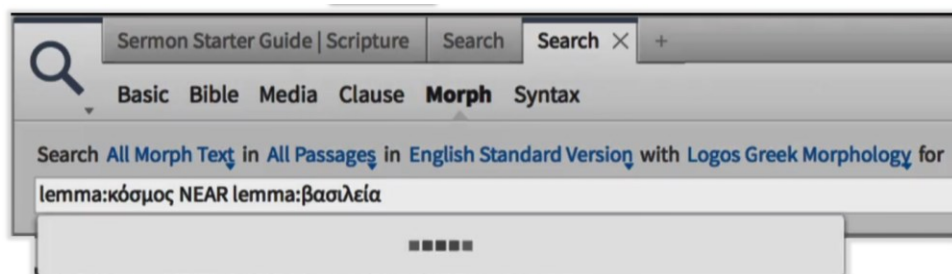 Sermon Starter Guide | Scripture Search Search × +
Basic Bible Media Clause Morph Syntax
Search All Morph Text in All Passages in English Standard Version with Logos Greek Morphology for
lemma:κόσμος NEAR lemma:βασιλεία